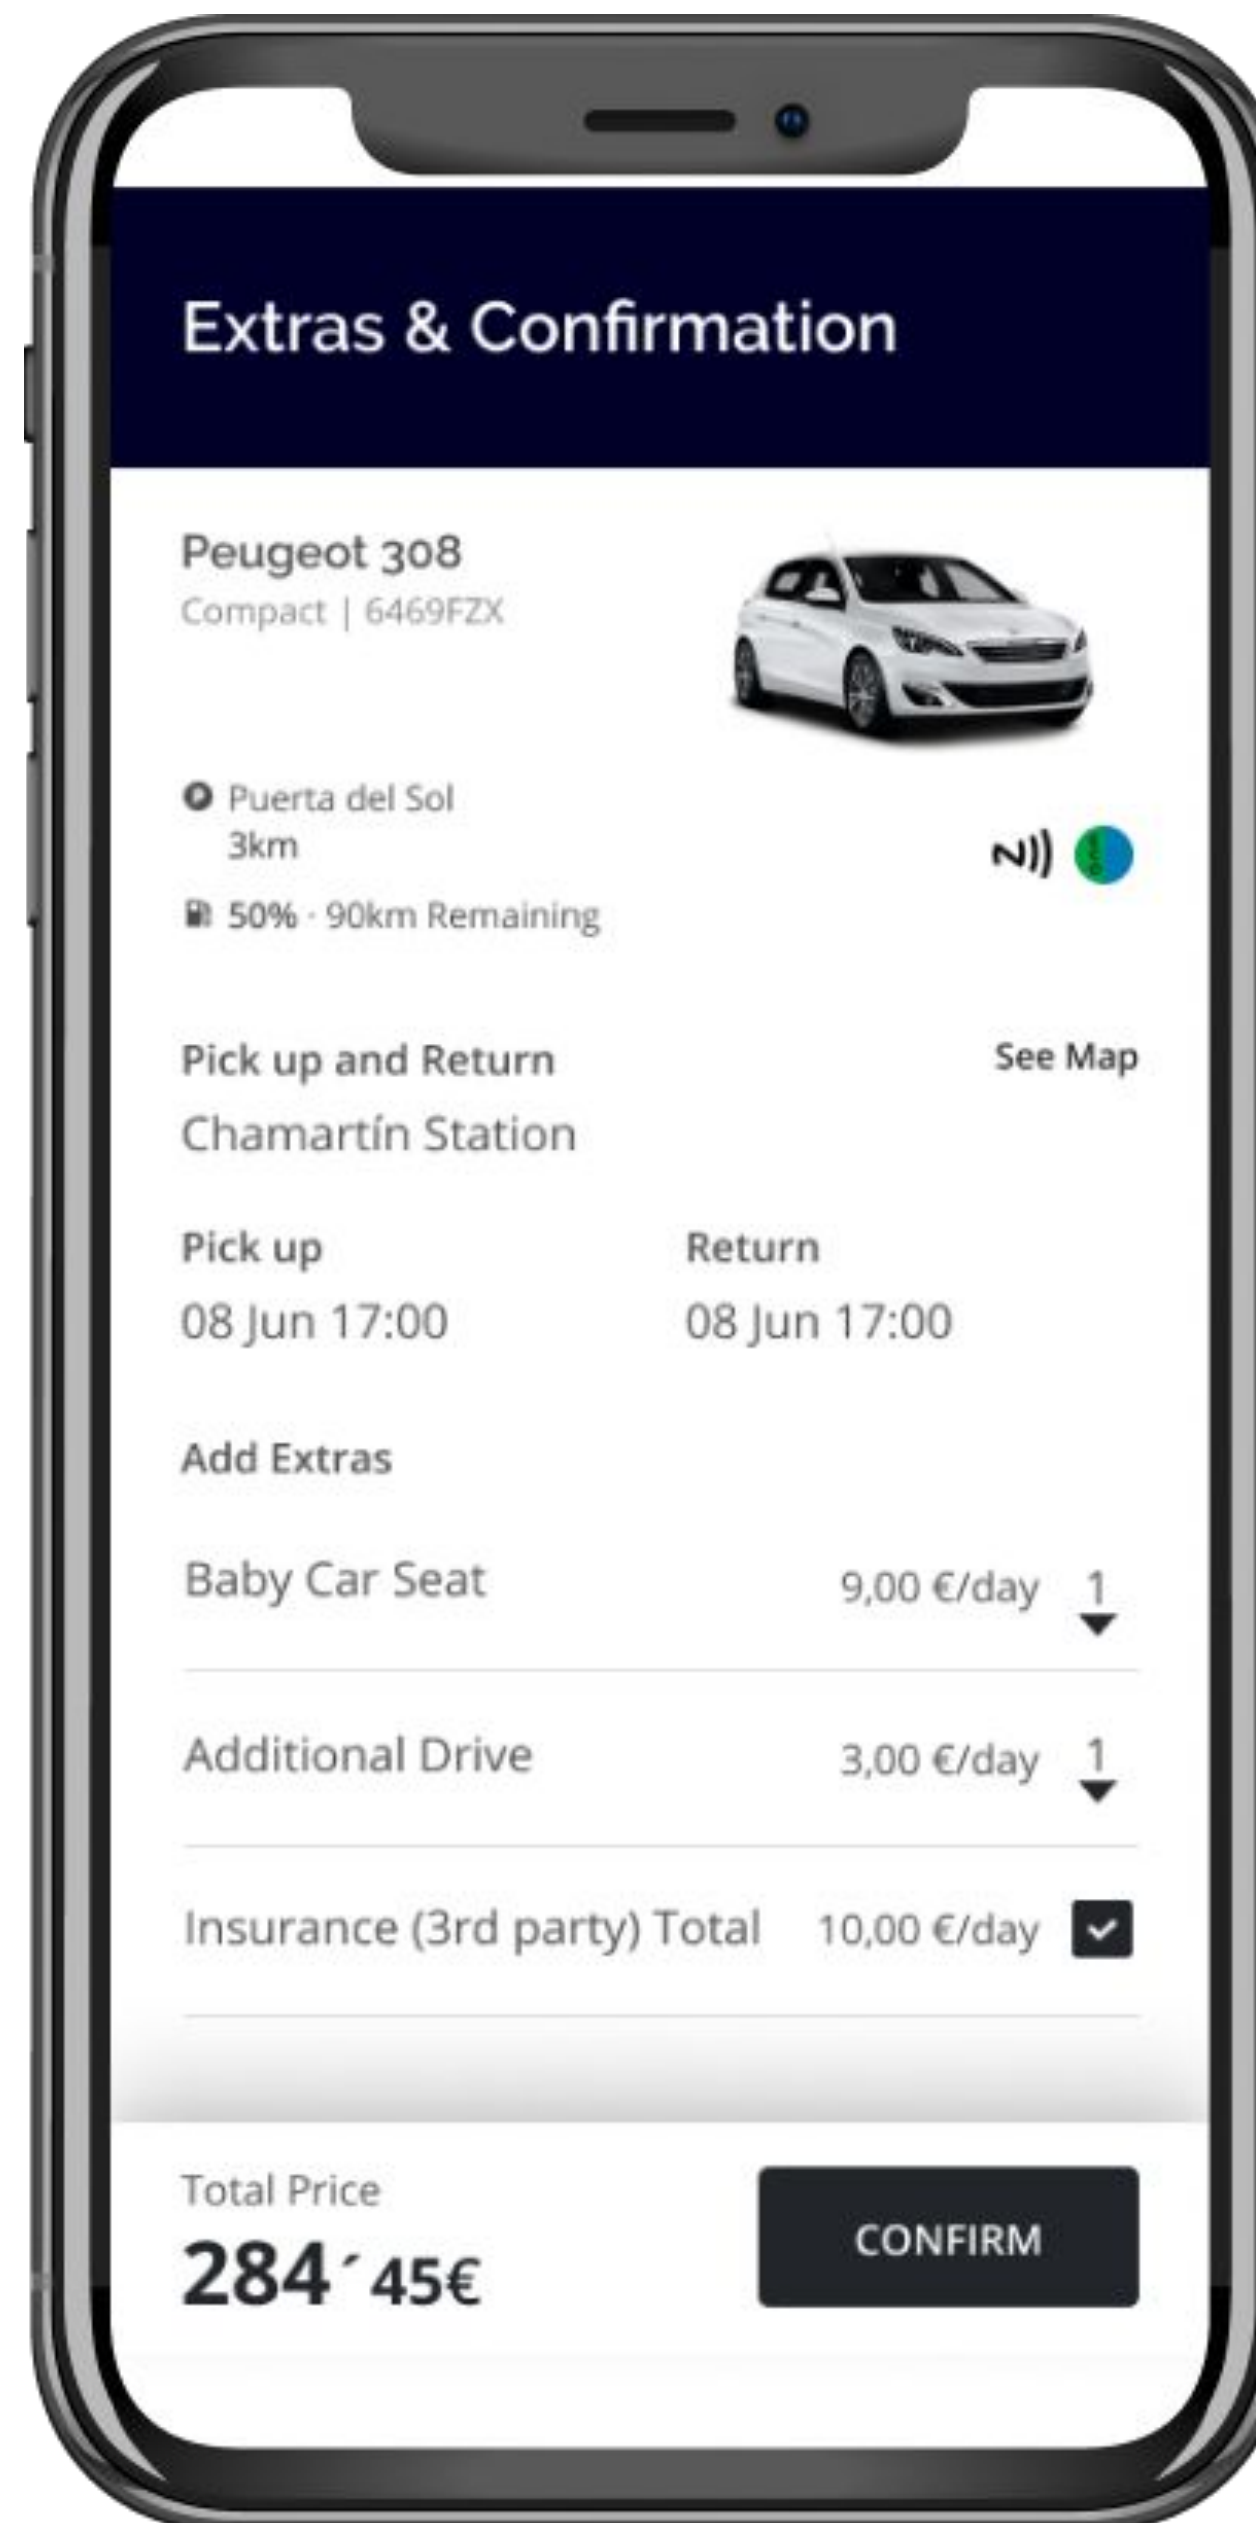 Extras & Confirmation
Peugeot 308
Compact | 6469FZX
P Puerta del Sol
3km
50% · 90km Remaining
Pick up and Return
See Map
Chamartín Station
Pick up
Return
08 Jun 17:00
08 Jun 17:00
Add Extras
Baby Car Seat 9,00 €/day 1
Additional Drive 3,00 €/day 1
Insurance (3rd party) Total 10,00 €/day
Total Price
284´45€
CONFIRM